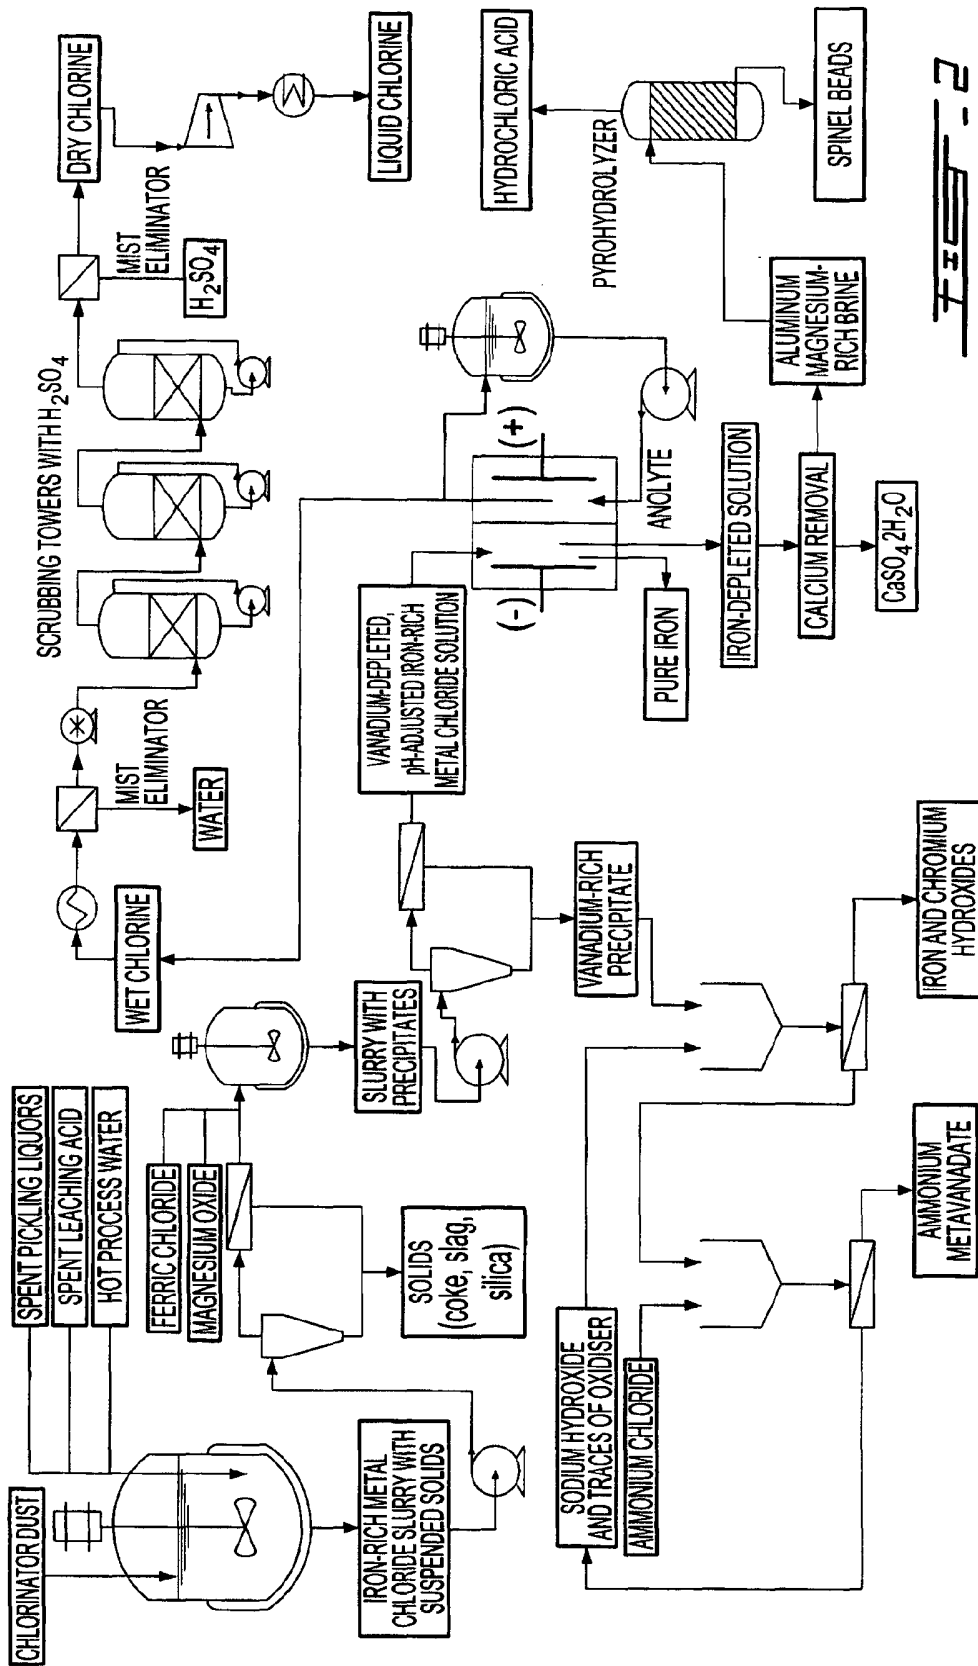 CHLORINATOR DUST
SPENT PICKLING LIQUORS
SPENT LEACHING ACID
HOT PROCESS WATER
IRON-RICH METAL
CHLORIDE SLURRY WITH
SUSPENDED SOLIDS
FERRIC CHLORIDE
MAGNESIUM OXIDE
SOLIDS
(coke, slag,
silica)
SLURRY WITH
PRECIPITATES
WET CHLORINE
MIST
ELIMINATOR
WATER
SCRUBBING TOWERS WITH H2SO4
MIST
ELIMINATOR
H2SO4
DRY CHLORINE
LIQUID CHLORINE
VANADIUM-DEPLETED,
pH-ADJUSTED IRON-RICH
METAL CHLORIDE SOLUTION
(-)
(+)
ANOLYTE
PURE IRON
IRON-DEPLETED SOLUTION
CALCIUM REMOVAL
CaSO4 2H2O
ALUMINUM
MAGNESIUM-
RICH BRINE
PYROHYDROLYZER
HYDROCHLORIC ACID
SPINEL BEADS
VANADIUM-RICH
PRECIPITATE
SODIUM HYDROXIDE
AND TRACES OF OXIDISER
AMMONIUM CHLORIDE
IRON AND CHROMIUM
HYDROXIDES
AMMONIUM
METAVANADATE
FIG - 2